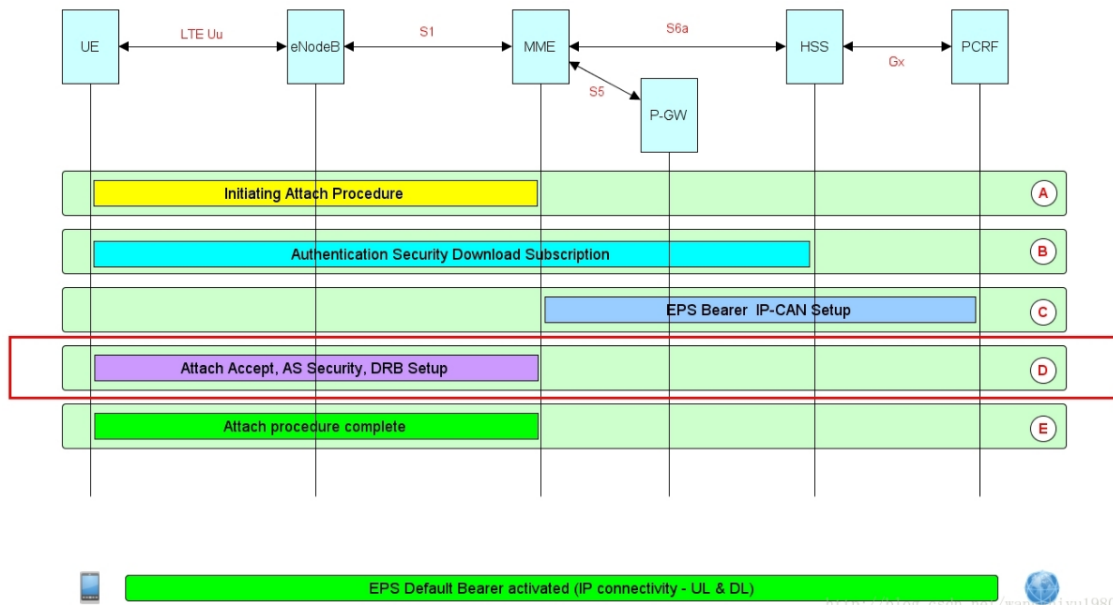 UE
LTE Uu
eNodeB
S1
MME
S6a
HSS
Gx
PCRF
S5
P-GW
Initiating Attach Procedure
A
Authentication Security Download Subscription
B
EPS Bearer IP-CAN Setup
C
Attach Accept, AS Security, DRB Setup
D
Attach procedure complete
E
EPS Default Bearer activated (IP connectivity - UL & DL)